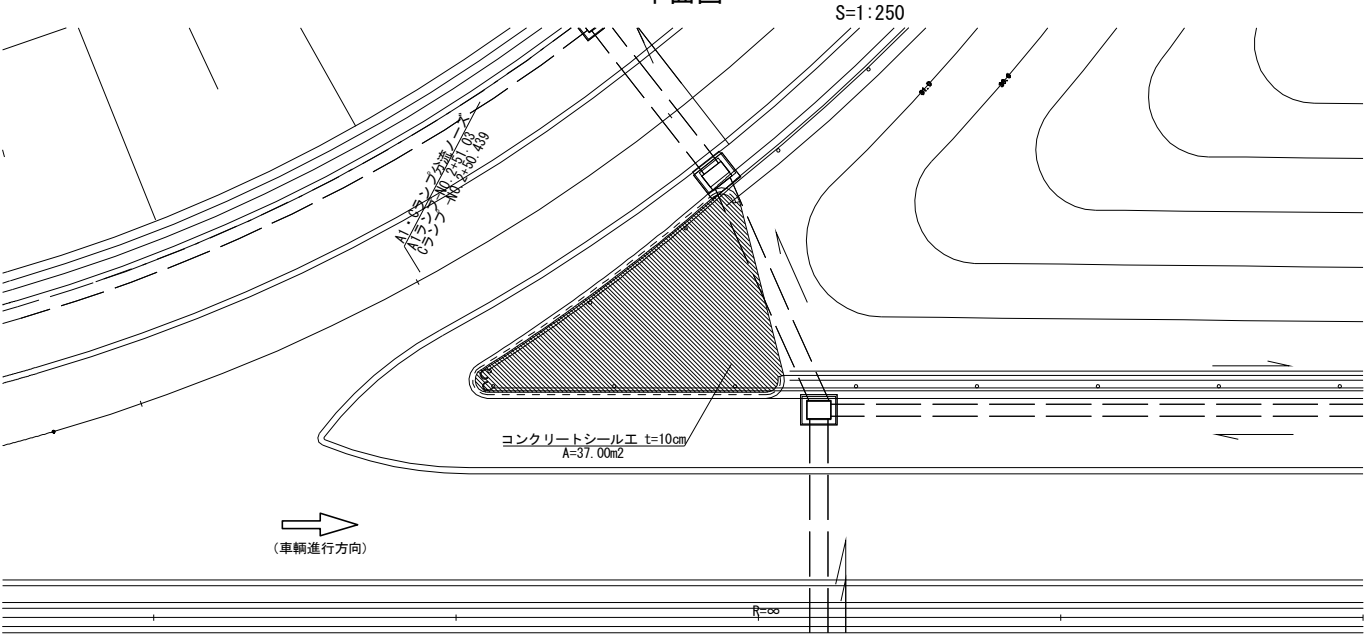 S=1:250
A1・Cランプ分流ノーズ
A1ランプ NO.2+51.03
Cランプ NO.2+50.439
コンクリートシール工 t=10cm
A=37.00m2
(車輌進行方向)
R=∞